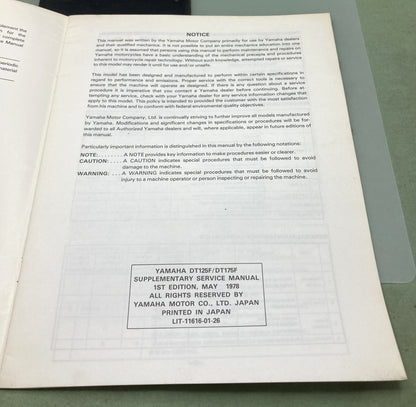 plement the
n for the
complete
e Manual
periodic
material
NOTICE
This manual was written by the Yamaha Motor Company primarily for use by Yamaha dealers
and their qualified mechanics. It is not possible to put an entire mechanics education into one
manual, so it is assumed that persons using this manual to perform maintenance and repairs on
Yamaha motorcycles have a basic understanding of the mechanical precepts and procedures
inherent to motorcycle repair technology. Without such knowledge, attempted repairs or service
to this model may render it unfit for use and/or unsafe.
This model has been designed and manufactured to perform within certain specifications in
regard to performance and emissions. Proper service with the correct tools is necessary to
ensure that the machine will operate as designed. If there is any question about a service
procedure it is imperative that you contact a Yamaha dealer before continuing. Before at-
tempting any service, check with your Yamaha dealer for any service information changes that
apply to this model. This policy is intended to provided the customer with the most satisfaction
from his machine and to conform with federal environmental quality objectives.
Yamaha Motor Company, Ltd. is continually striving to further improve all models manufactured
by Yamaha. Modifications and significant changes in specifications or procedures will be for-
warded to all Authorized Yamaha dealers and will, where applicable, appear in future editions of
this manual.
Particularly important information is distinguished in this manual by the following notations:
NOTE: ........ A NOTE provides key information to make procedures easier or clearer.
CAUTION: .... A CAUTION indicates special procedures that must be followed to avoid
damage to the machine.
WARNING: .... A WARNING indicates special procedures that must be followed to avoid
injury to a machine operator or person inspecting or repairing the machine.
YAMAHA DT125F/DT175F
SUPPLEMENTARY SERVICE MANUAL
1ST EDITION, MAY 1978
ALL RIGHTS RESERVED BY
YAMAHA MOTOR CO., LTD. JAPAN
PRINTED IN JAPAN
LIT-11616-01-26